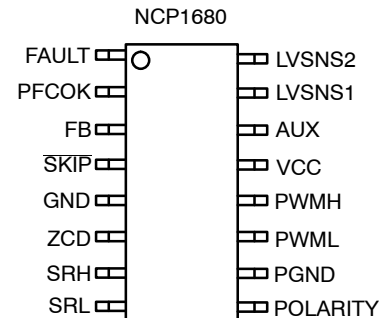 NCP1680
FAULT LVSNS2
PFCOK LVSNS1
FB AUX
SKIP VCC
GND PWMH
ZCD PWML
SRH PGND
SRL POLARITY